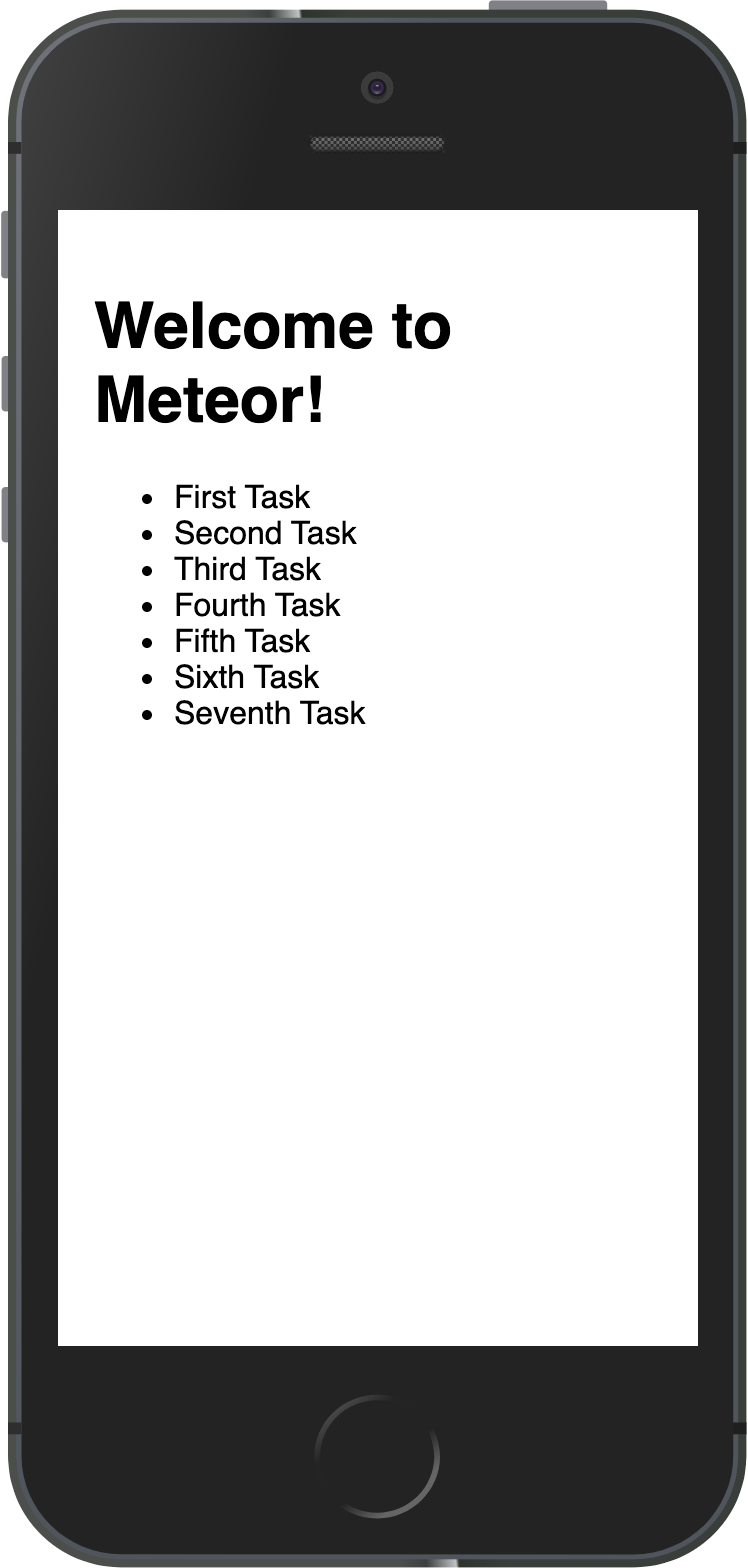 Welcome to
Meteor!
First Task
Second Task
Third Task
Fourth Task
Fifth Task
Sixth Task
Seventh Task